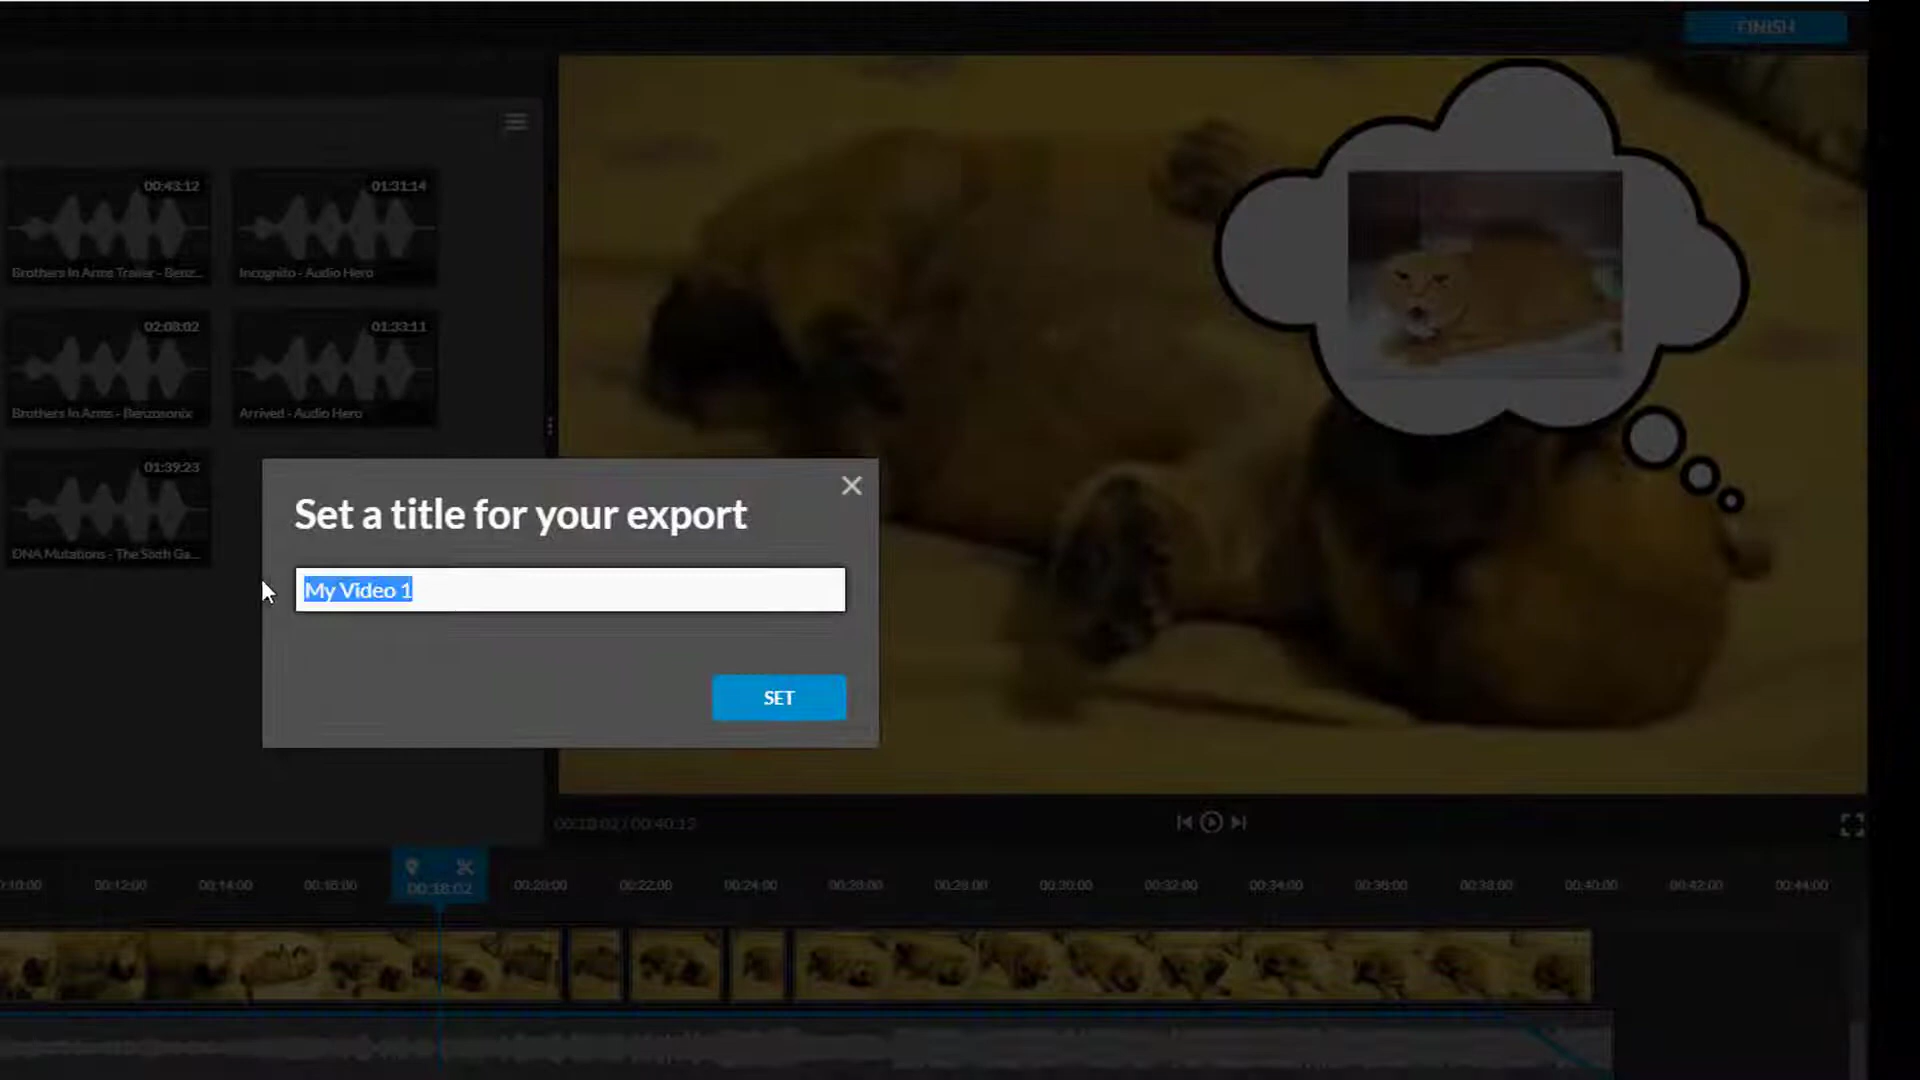 FINISH
00:43:12
01:31:14
Brothers In Arms Trailer - Benz...
Incognito - Audio Hero
02:08:02
01:33:11
Brothers In Arms - Benzosonix
Arrived - Audio Hero
01:39:23
DNA Mutations - The Sixth Ga...
Set a title for your export
My Video 1
SET
00:18:02 / 00:40:13
00:12:00
00:14:00
00:16:00
00:18:02
00:20:00
00:22:00
00:24:00
00:26:00
00:28:00
00:30:00
00:32:00
00:34:00
00:36:00
00:38:00
00:40:00
00:42:00
00:44:00